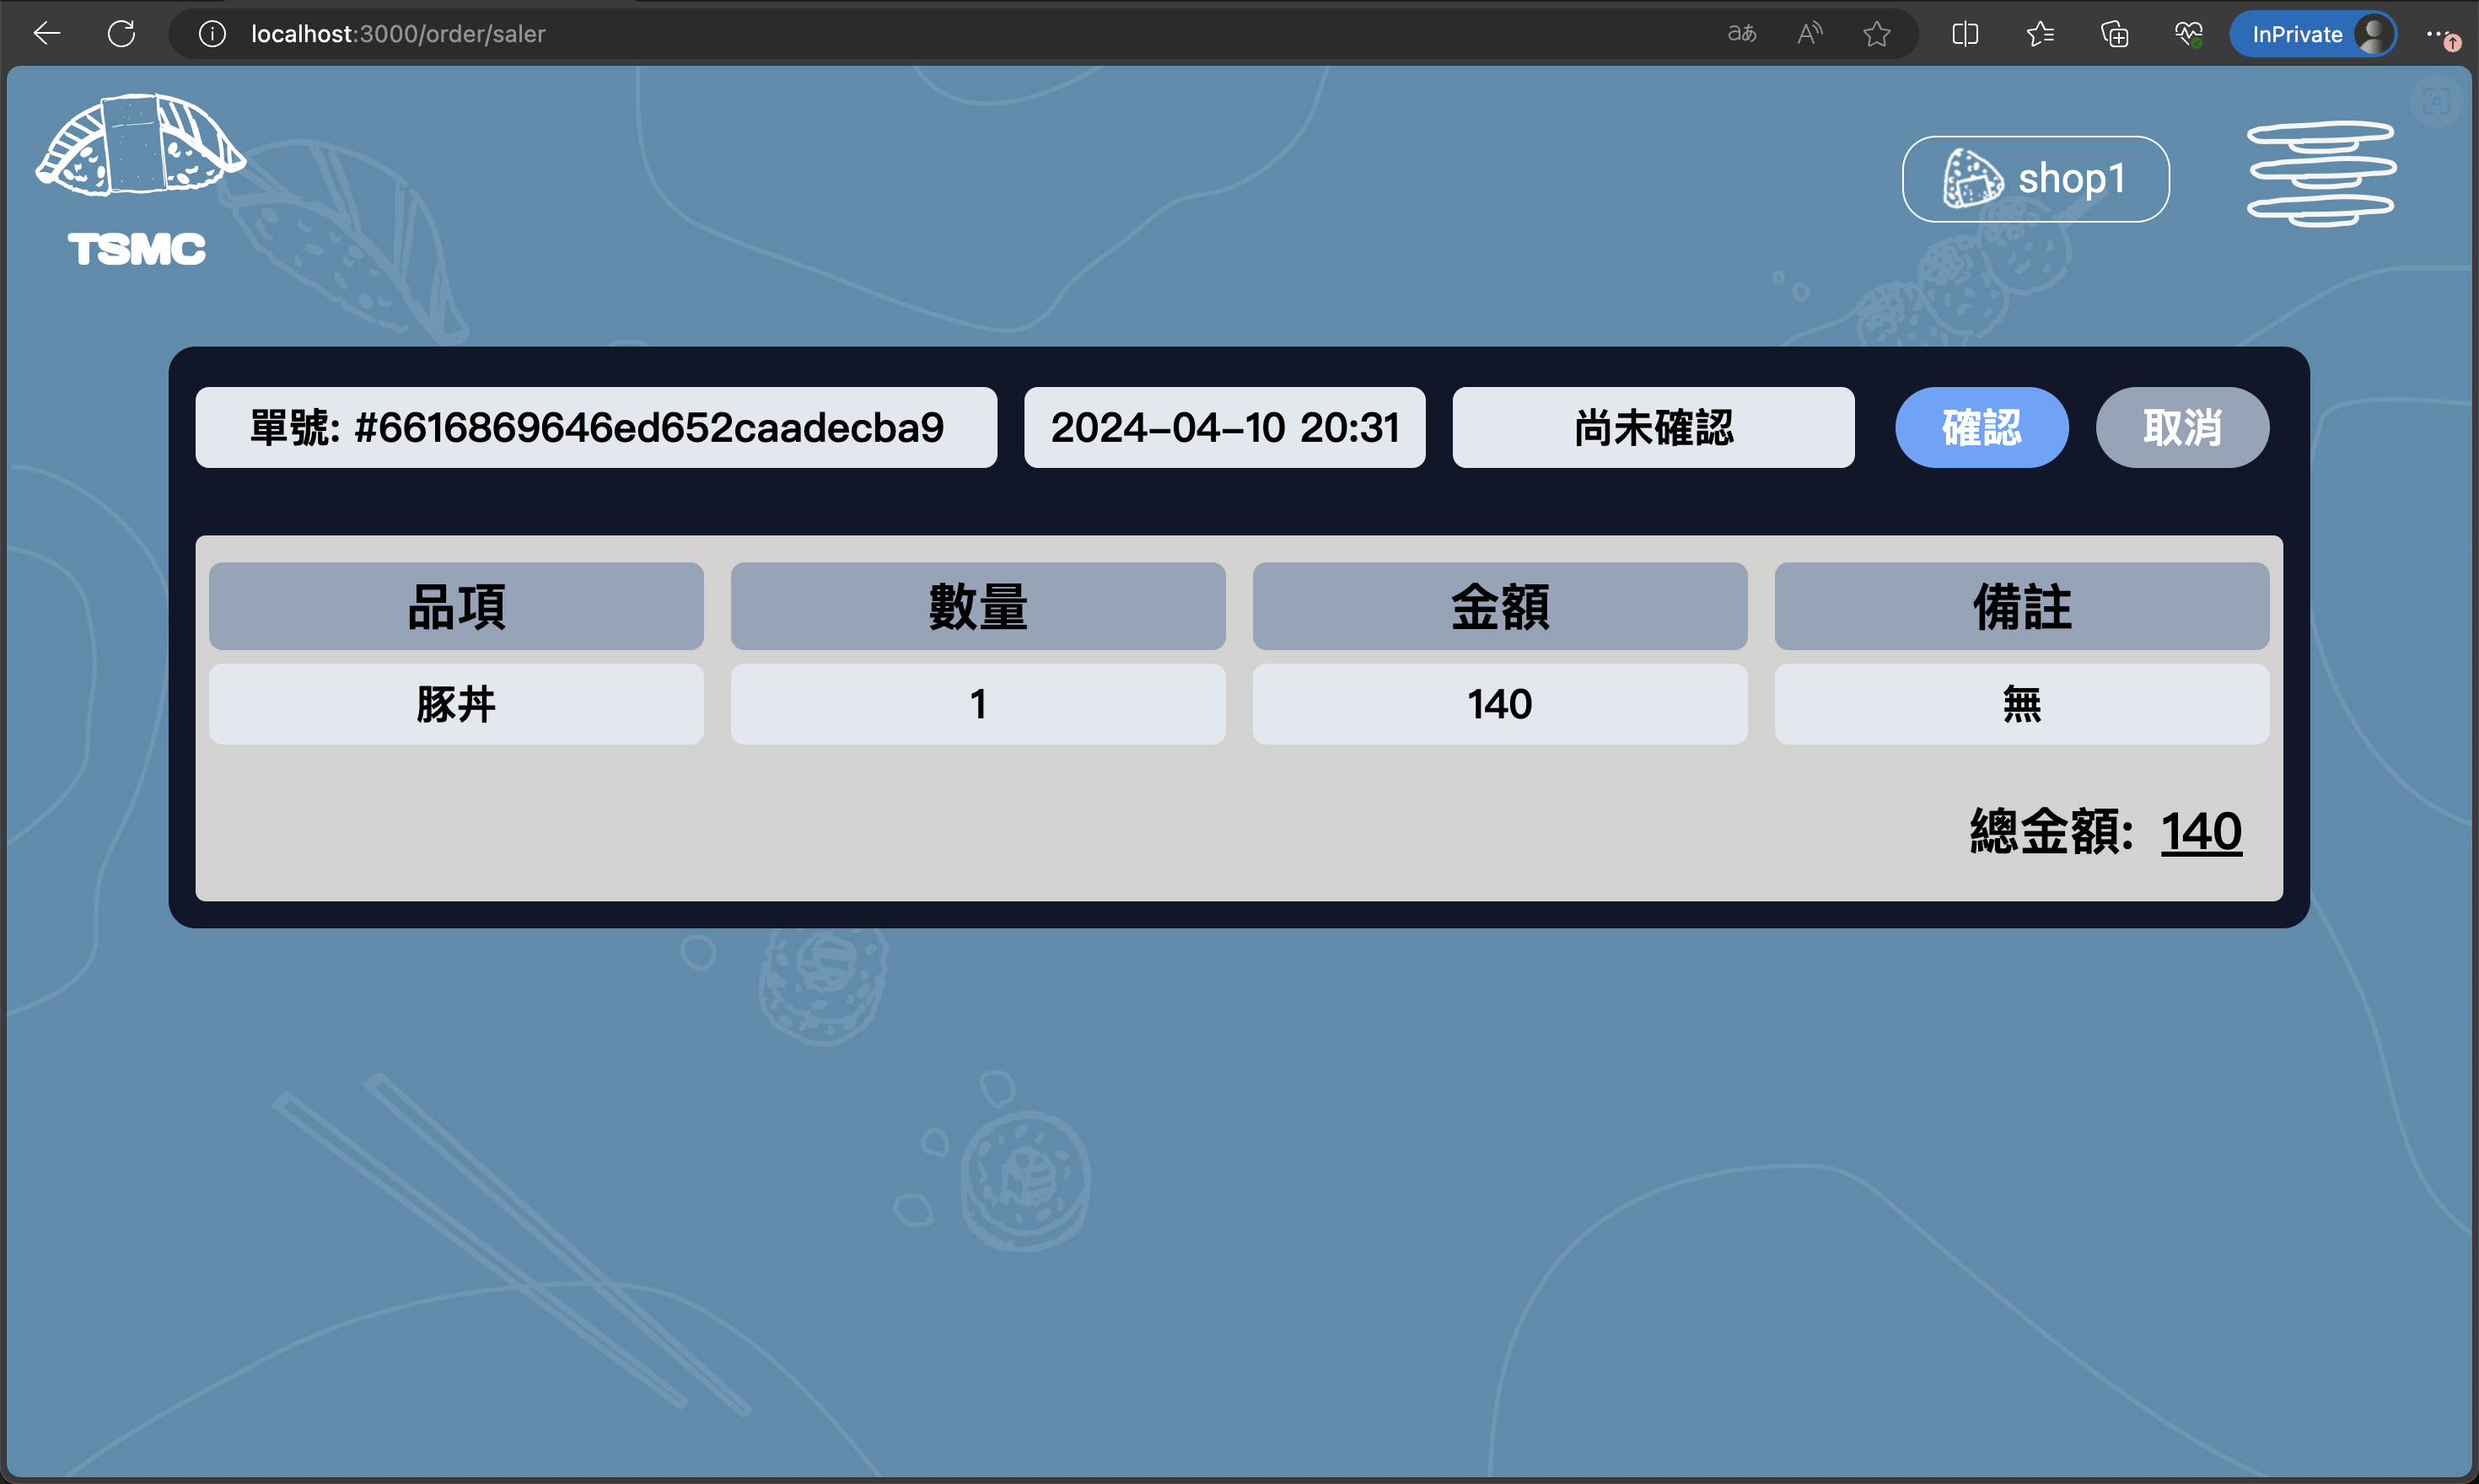 localhost:3000/order/saler
aあ
A
InPrivate
TSMC
shop1
單號: #6616869646ed652caadecba9
2024-04-10 20:31
尚未確認
確認
取消
品項
數量
金額
備註
豚丼
1
140
無
總金額: 140